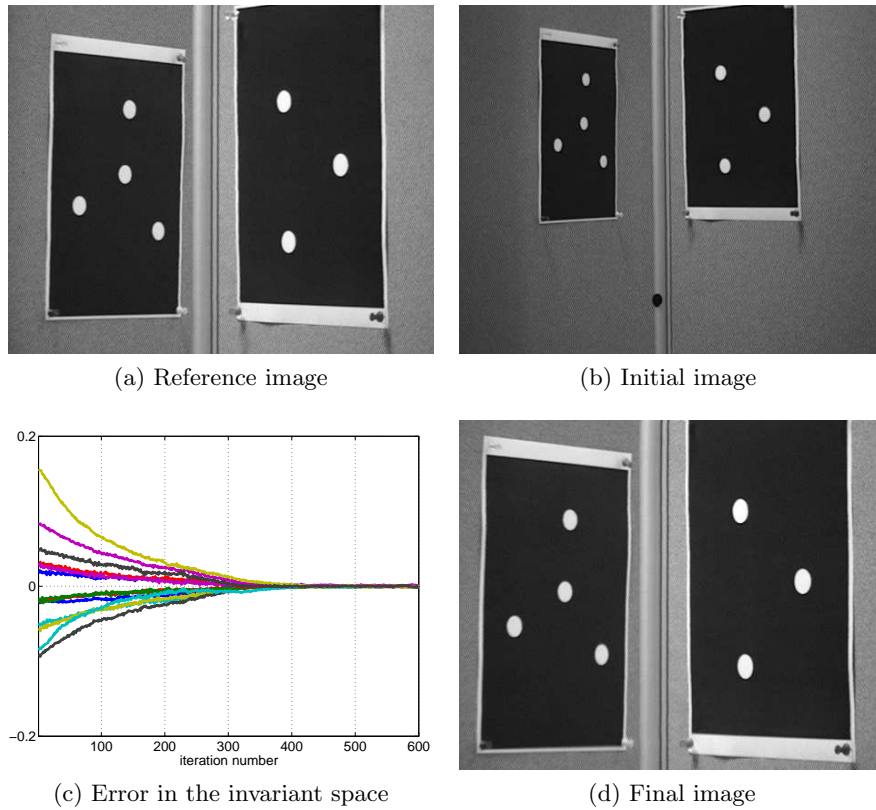 (a) Reference image
(b) Initial image
0.2
0
−0.2
100 200 300 400 500 600
iteration number
(c) Error in the invariant space
(d) Final image